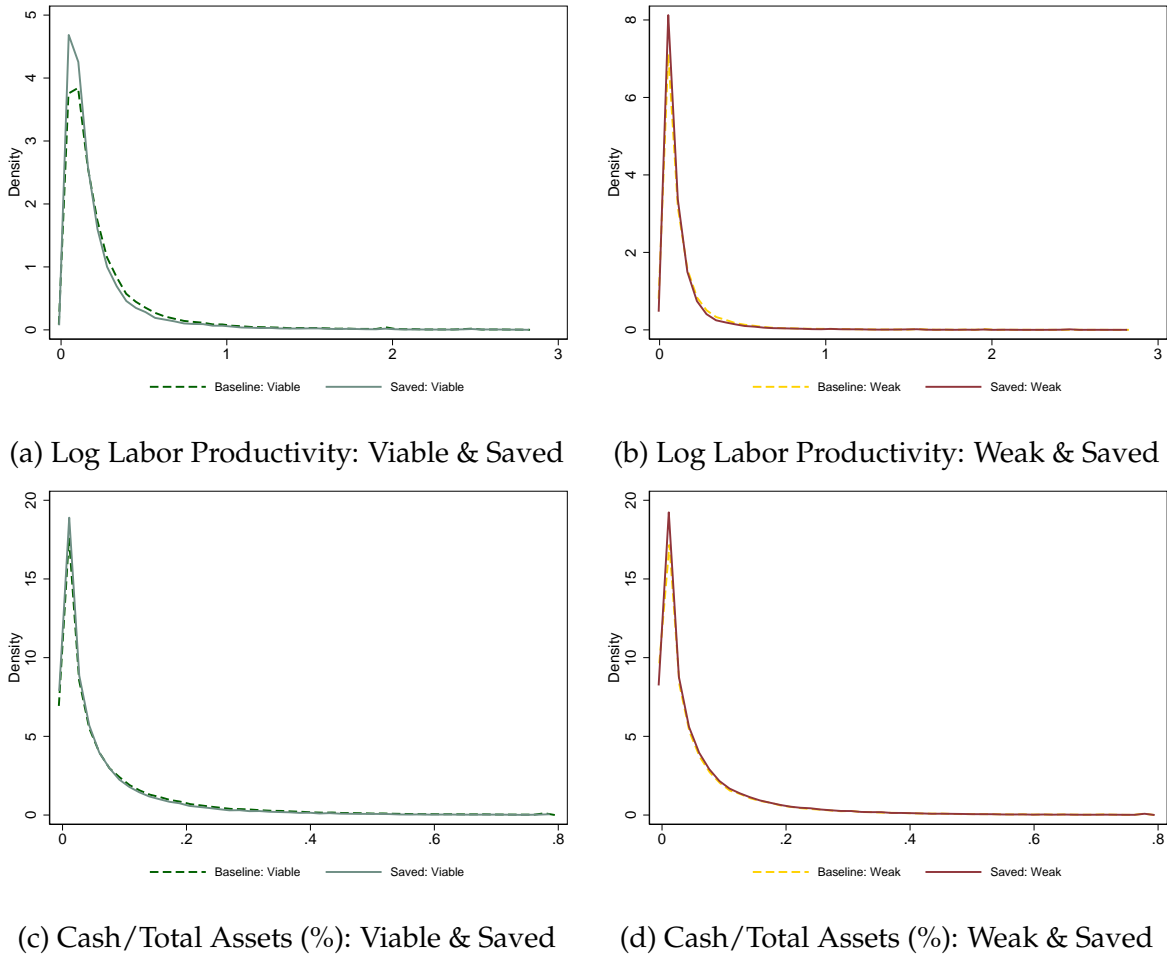 5
4
3
2
1
0
Density
0
1
2
3
Baseline: Viable
Saved: Viable
(a) Log Labor Productivity: Viable & Saved
8
6
4
2
0
Density
0
1
2
3
Baseline: Weak
Saved: Weak
(b) Log Labor Productivity: Weak & Saved
20
15
10
5
0
Density
0
.2
.4
.6
.8
Baseline: Viable
Saved: Viable
(c) Cash/Total Assets (%): Viable & Saved
20
15
10
5
0
Density
0
.2
.4
.6
.8
Baseline: Weak
Saved: Weak
(d) Cash/Total Assets (%): Weak & Saved